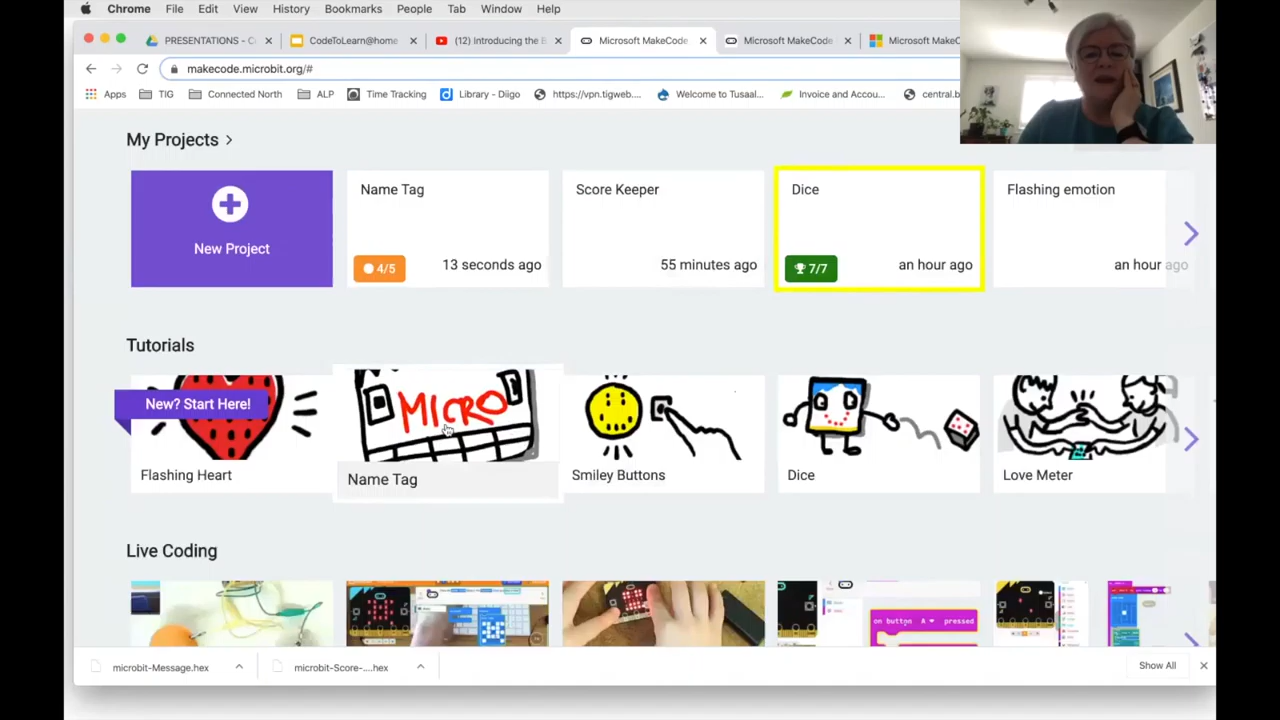 Chrome File Edit View History Bookmarks People Tab Window Help
PRESENTATIONS - C CodeToLearn@home (12) Introducing the B Microsoft MakeCode Microsoft MakeCode Microsoft MakeC
makecode.microbit.org/#
Apps TIG Connected North ALP Time Tracking Library - Diigo https://vpn.tigweb.... Welcome to Tusaal... Invoice and Accou... central.b
My Projects >
New Project
Name Tag
4/5 13 seconds ago
Score Keeper
55 minutes ago
Dice
7/7 an hour ago
Flashing emotion
an hour ago
Tutorials
New? Start Here!
Flashing Heart
MICRO
Name Tag
Smiley Buttons
Dice
Love Meter
Live Coding
on button A pressed
microbit-Message.hex microbit-Score-....hex Show All